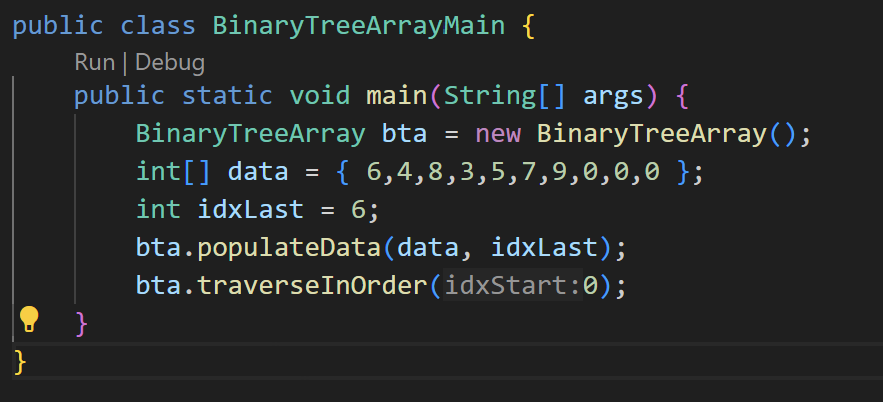 public class BinaryTreeArrayMain {
Run | Debug
public static void main(String[] args) {
BinaryTreeArray bta = new BinaryTreeArray();
int[] data = { 6,4,8,3,5,7,9,0,0,0 };
int idxLast = 6;
bta.populateData(data, idxLast);
bta.traverseInOrder(idxStart:0);
}
}